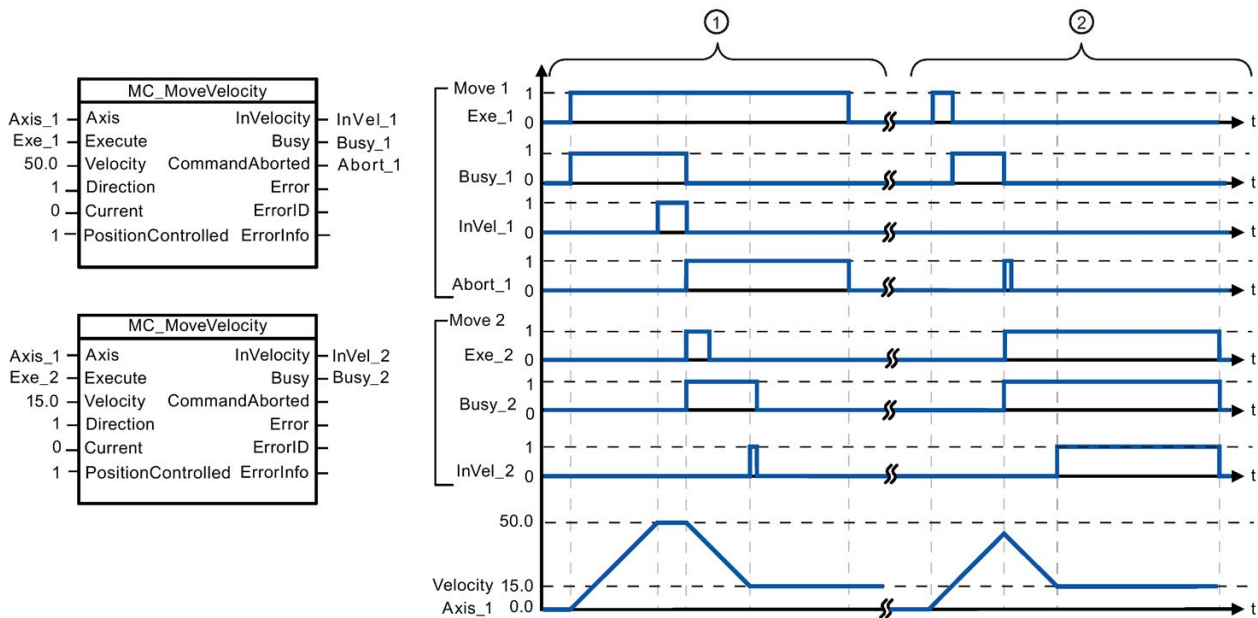 MC_MoveVelocity
Axis_1 Axis InVelocity InVel_1
Exe_1 Execute Busy Busy_1
50.0 Velocity CommandAborted Abort_1
1 Direction Error
0 Current ErrorID
1 PositionControlled ErrorInfo
MC_MoveVelocity
Axis_1 Axis InVelocity InVel_2
Exe_2 Execute Busy Busy_2
15.0 Velocity CommandAborted
1 Direction Error
0 Current ErrorID
1 PositionControlled ErrorInfo
1 2
Move 1
Exe_1 1 0 t
Busy_1 1 0 t
InVel_1 1 0 t
Abort_1 1 0 t
Move 2
Exe_2 1 0 t
Busy_2 1 0 t
InVel_2 1 0 t
50.0
Velocity 15.0
Axis_1 0.0 t